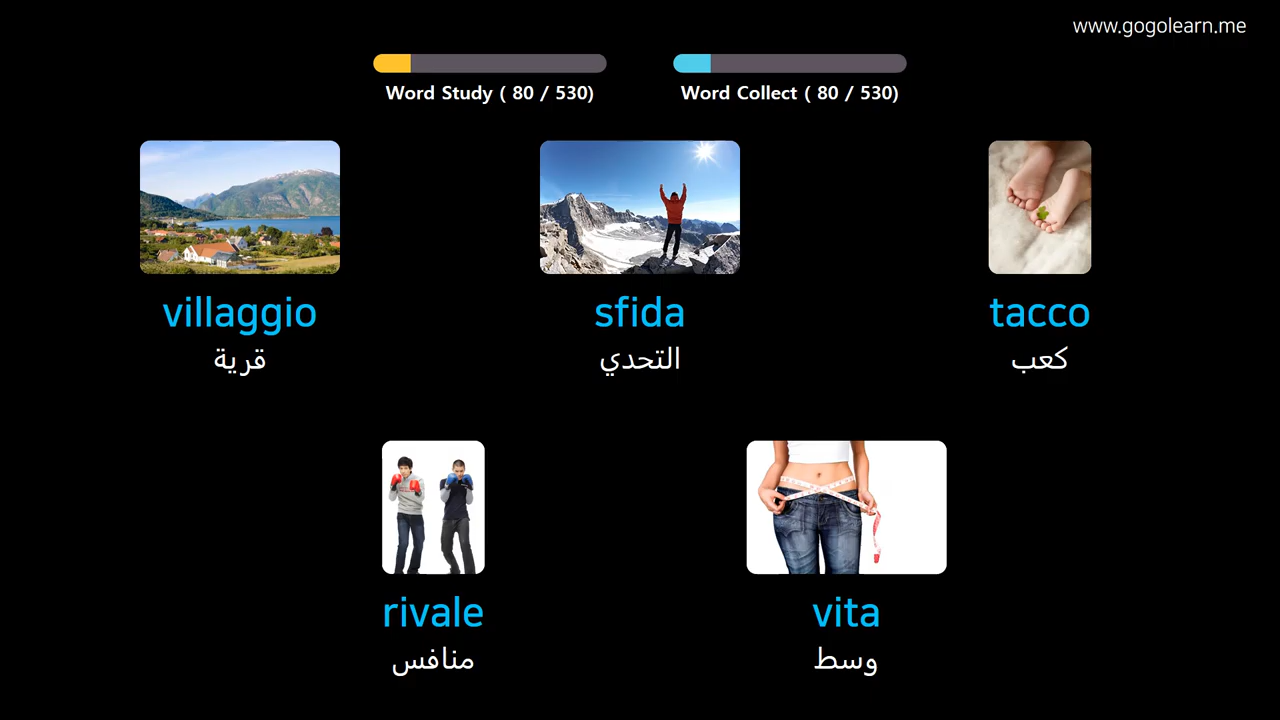 www.gogolearn.me
Word Study ( 80 / 530)
Word Collect ( 80 / 530)
villaggio
قرية
sfida
التحدي
tacco
كعب
rivale
منافس
vita
وسط